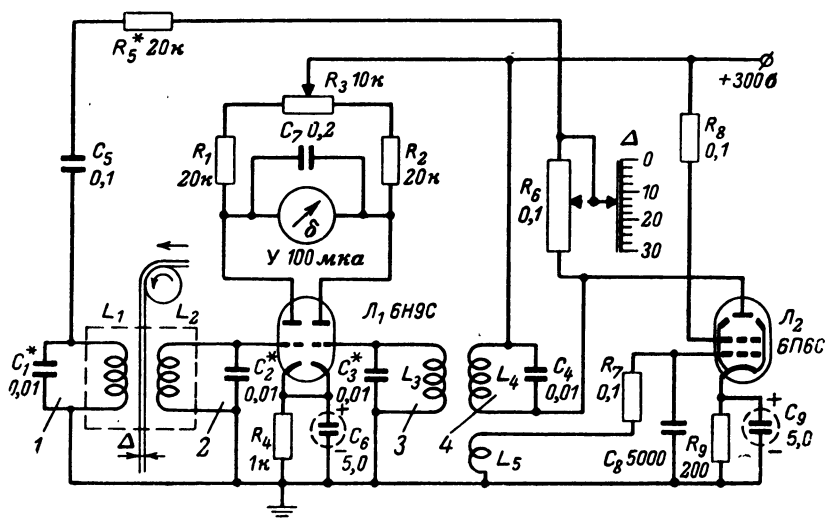 R5* 20к
R3 10к
+300в
C7 0,2
R1
20к
R2
20к
R8
0,1
Δ
0
10
20
30
C5
0,1
R6
0,1
δ
У 100 мка
L1
L2
Л1 6Н9С
Л2
6П6С
C1*
0,01
C2*
0,01
C3*
0,01
L3
L4
C4
0,01
R7
0,1
1
Δ
2
R4
1к
+
C6
-
5,0
3
4
L5
C8 5000
R9
200
+
C9
5,0
-